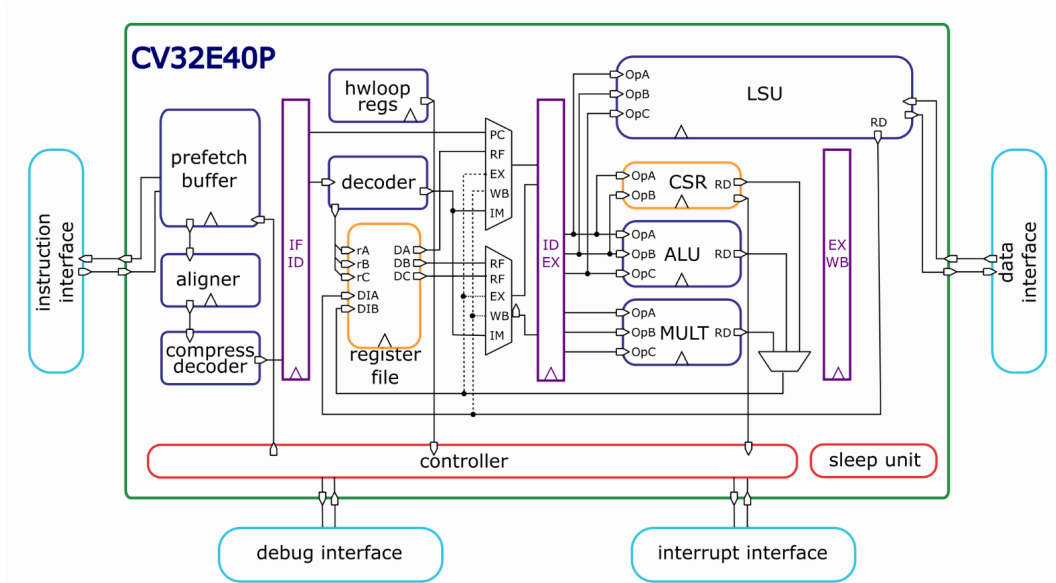 CV32E40P
instruction
interface
prefetch
buffer
aligner
compress
decoder
IF
ID
hwloop
regs
decoder
rA
rB
rC
DIA
DIB
DA
DB
DC
register
file
PC
RF
EX
WB
IM
RF
RF
EX
WB
IM
ID
EX
OpA
OpB
OpC
LSU
RD
OpA
OpB
CSR
RD
OpA
OpB
OpC
ALU
RD
OpA
OpB
OpC
MULT
RD
EX
WB
data
interface
controller
sleep unit
debug interface
interrupt interface